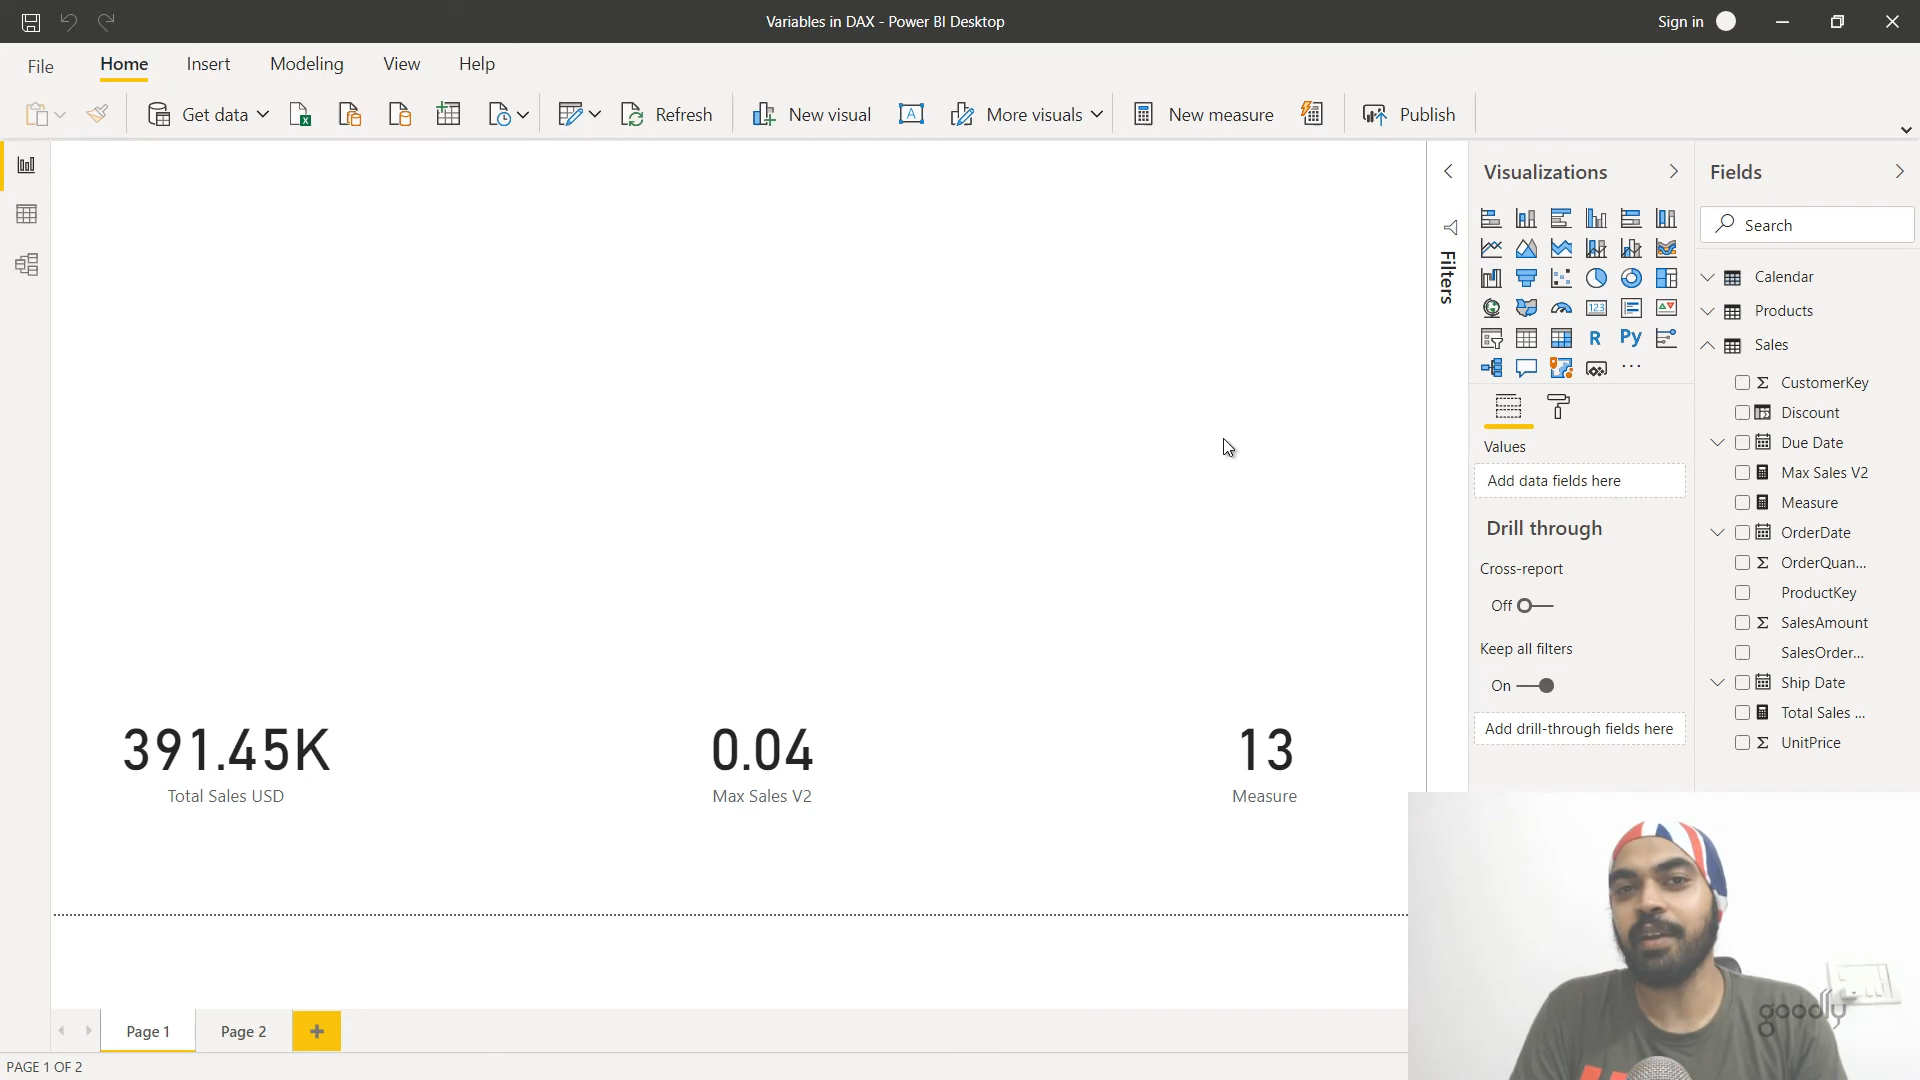 Variables in DAX - Power BI Desktop
Sign in
File
Home
Insert
Modeling
View
Help
Get data
Refresh
New visual
More visuals
New measure
Publish
Filters
Visualizations
R
Py
123
Values
Add data fields here
Drill through
Cross-report
Off
Keep all filters
On
Add drill-through fields here
Fields
Search
Calendar
Products
Sales
CustomerKey
Discount
Due Date
Max Sales V2
Measure
OrderDate
OrderQuan...
ProductKey
SalesAmount
SalesOrder...
Ship Date
Total Sales ...
UnitPrice
391.45K
Total Sales USD
0.04
Max Sales V2
13
Measure
goodly
Page 1
Page 2
PAGE 1 OF 2